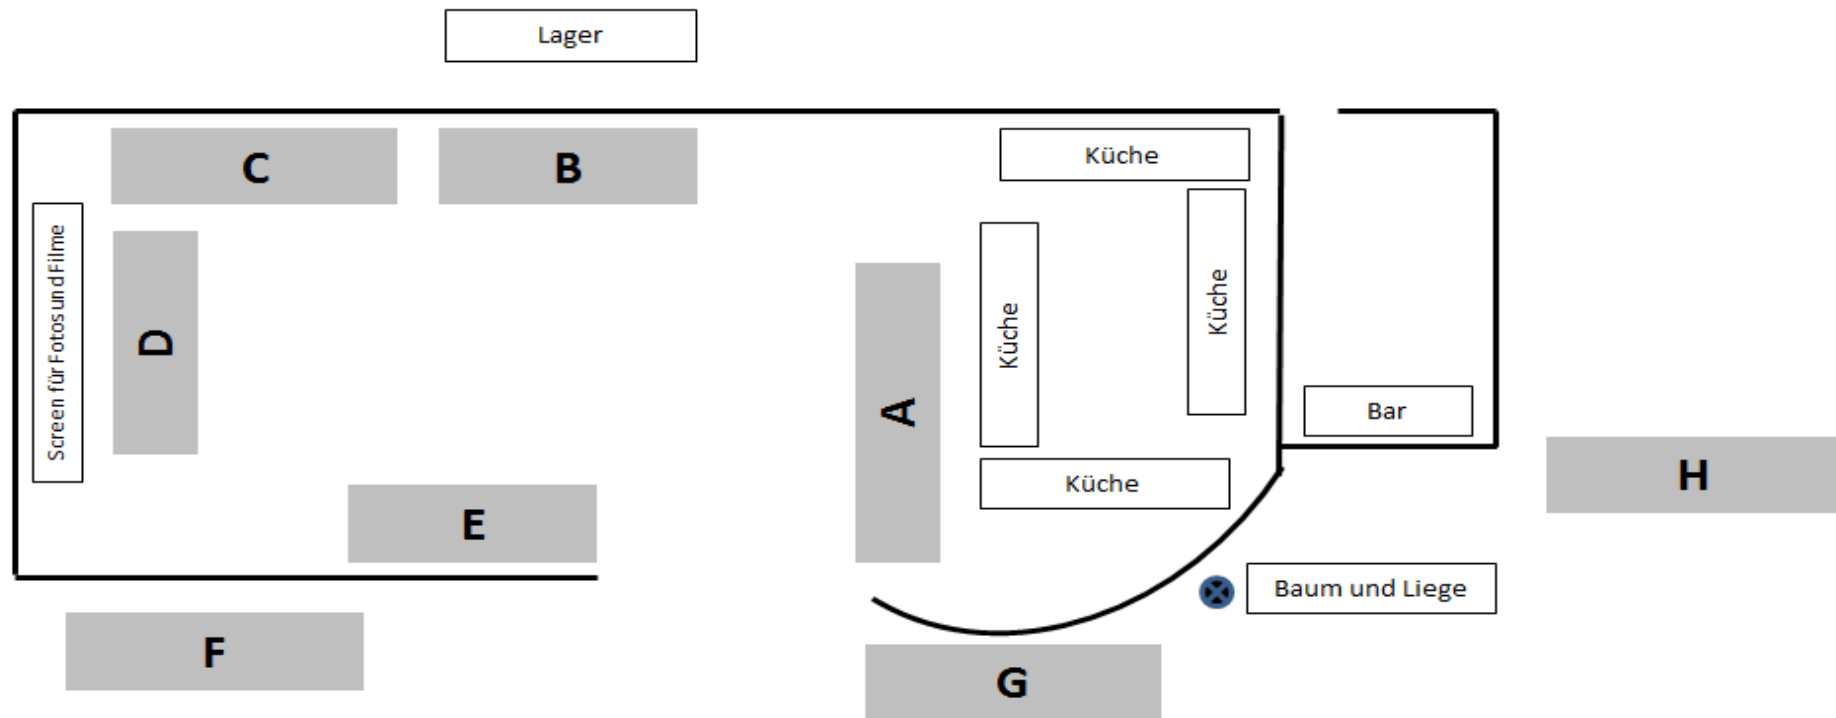 Lager
C
B
Küche
Screen für Fotos und Filme
D
A
Küche
Küche
Bar
Küche
H
E
Baum und Liege
F
G